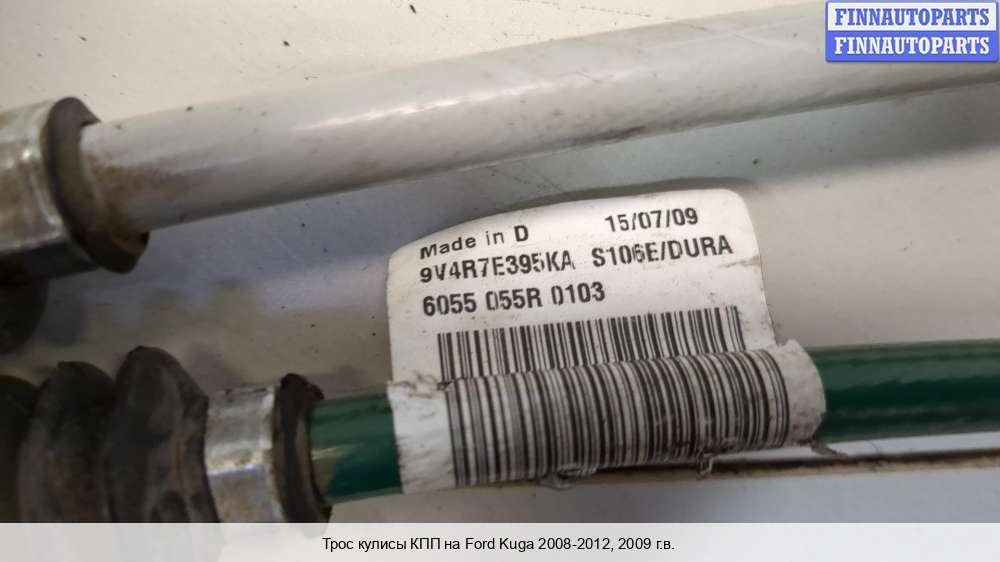 FINNAUTOPARTS
FINNAUTOPARTS
Made in D 15/07/09
9V4R7E395KA S106E/DURA
6055 055R 0103
Трос кулисы КПП на Ford Kuga 2008-2012, 2009 г.в.